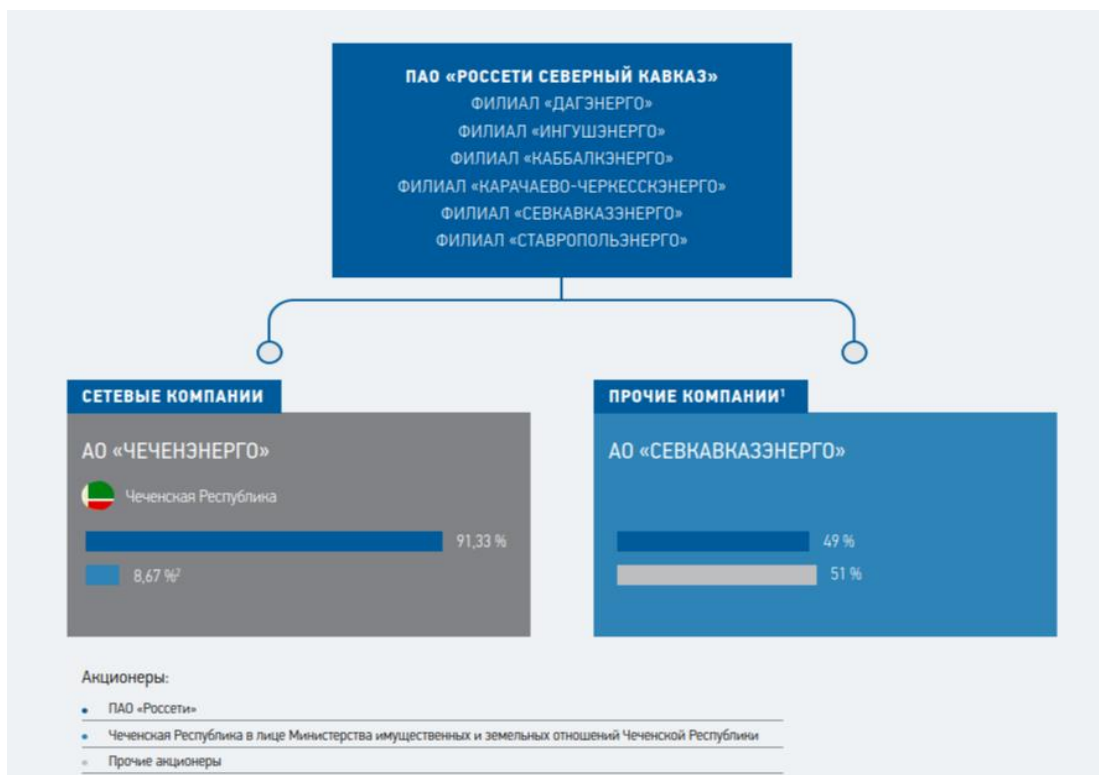 ПАО «РОССЕТИ СЕВЕРНЫЙ КАВКАЗ»
ФИЛИАЛ «ДАГЭНЕРГО»
ФИЛИАЛ «ИНГУШЭНЕРГО»
ФИЛИАЛ «КАББАЛКЭНЕРГО»
ФИЛИАЛ «КАРАЧАЕВО-ЧЕРКЕССКЭНЕРГО»
ФИЛИАЛ «СЕВКАВКАЗЭНЕРГО»
ФИЛИАЛ «СТАВРОПОЛЬЭНЕРГО»
СЕТЕВЫЕ КОМПАНИИ
АО «ЧЕЧЕНЭНЕРГО»
Чеченская Республика
91,33 %
8,67 %²
ПРОЧИЕ КОМПАНИИ¹
АО «СЕВКАВКАЗЭНЕРГО»
49 %
51 %
Акционеры:
ПАО «Россети»
Чеченская Республика в лице Министерства имущественных и земельных отношений Чеченской Республики
Прочие акционеры